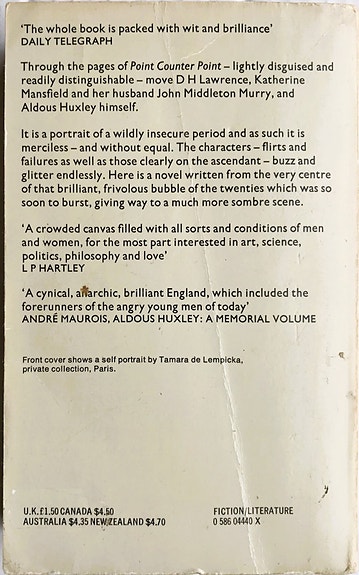 ‘The whole book is packed with wit and brilliance’
DAILY TELEGRAPH
Through the pages of Point Counter Point – lightly disguised and
readily distinguishable – move D H Lawrence, Katherine
Mansfield and her husband John Middleton Murry, and
Aldous Huxley himself.
It is a portrait of a wildly insecure period and as such it is
merciless – and without equal. The characters – flirts and
failures as well as those clearly on the ascendant – buzz and
glitter endlessly. Here is a novel written from the very centre
of that brilliant, frivolous bubble of the twenties which was so
soon to burst, giving way to a much more sombre scene.
‘A crowded canvas filled with all sorts and conditions of men
and women, for the most part interested in art, science,
politics, philosophy and love’
L P HARTLEY
‘A cynical, anarchic, brilliant England, which included the
forerunners of the angry young men of today’
ANDRÉ MAUROIS, ALDOUS HUXLEY: A MEMORIAL VOLUME
Front cover shows a self portrait by Tamara de Lempicka,
private collection, Paris.
U.K. £1.50 CANADA $4.50
AUSTRALIA $4.35 NEW ZEALAND $4.70
FICTION/LITERATURE
0 586 04440 X